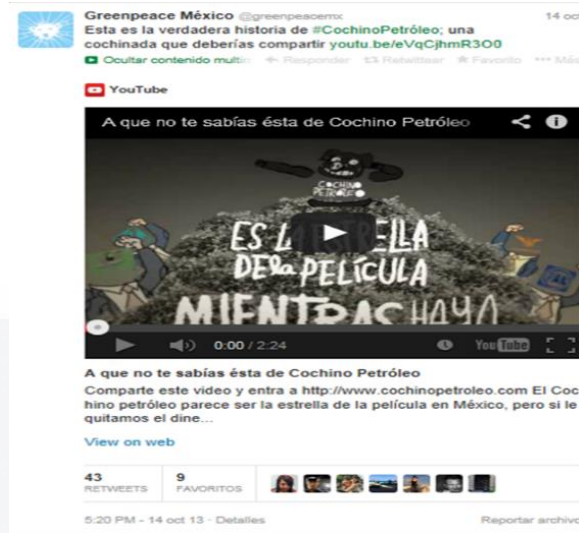 Greenpeace México @greenpeacemx 14 oct
Esta es la verdadera historia de #CochinoPetróleo; una
cochinada que deberías compartir youtu.be/eVqCjhmR3O0
Ocultar contenido multi Responder Retwittear Favorito ••• Más
YouTube
A que no te sabías ésta de Cochino Petróleo
COCHINO
PETRÓLEO
ES L ELLA
DE la PELÍCULA
MIENTRAS HAYA
0:00 / 2:24 YouTube
A que no te sabías ésta de Cochino Petróleo
Comparte este video y entra a http://www.cochinopetroleo.com El Coc
hino petróleo parece ser la estrella de la película en México, pero si le
quitamos el dine...
View on web
43 9
RETWEETS FAVORITOS
5:20 PM - 14 oct 13 · Detalles Reportar archivo